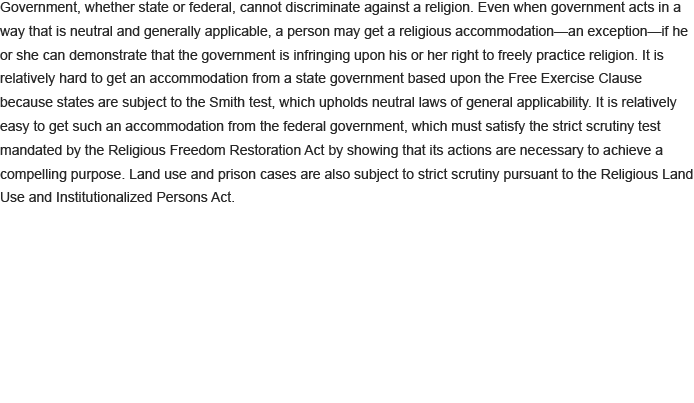 Government, whether state or federal, cannot discriminate against a religion. Even when government acts in a
way that is neutral and generally applicable, a person may get a religious accommodation—an exception—if he
or she can demonstrate that the government is infringing upon his or her right to freely practice religion. It is
relatively hard to get an accommodation from a state government based upon the Free Exercise Clause
because states are subject to the Smith test, which upholds neutral laws of general applicability. It is relatively
easy to get such an accommodation from the federal government, which must satisfy the strict scrutiny test
mandated by the Religious Freedom Restoration Act by showing that its actions are necessary to achieve a
compelling purpose. Land use and prison cases are also subject to strict scrutiny pursuant to the Religious Land
Use and Institutionalized Persons Act.